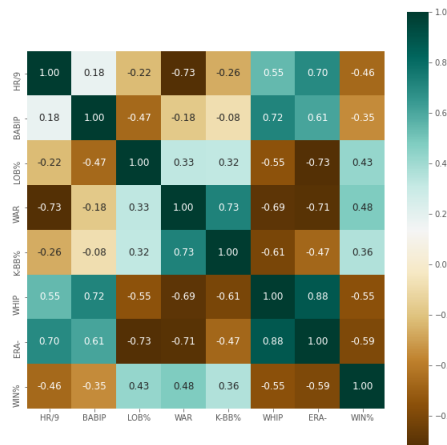 1.0
HR/9 1.00 0.18 -0.22 -0.73 -0.26 0.55 0.70 -0.46
0.8
BABIP 0.18 1.00 -0.47 -0.18 -0.08 0.72 0.61 -0.35
0.6
LOB% -0.22 -0.47 1.00 0.33 0.32 -0.55 -0.73 0.43
0.4
WAR -0.73 -0.18 0.33 1.00 0.73 -0.69 -0.71 0.48
0.2
K-BB% -0.26 -0.08 0.32 0.73 1.00 -0.61 -0.47 0.36
0.0
WHIP 0.55 0.72 -0.55 -0.69 -0.61 1.00 0.88 -0.55
ERA- 0.70 0.61 -0.73 -0.71 -0.47 0.88 1.00 -0.59
WIN% -0.46 -0.35 0.43 0.48 0.36 -0.55 -0.59 1.00
HR/9 BABIP LOB% WAR K-BB% WHIP ERA- WIN%